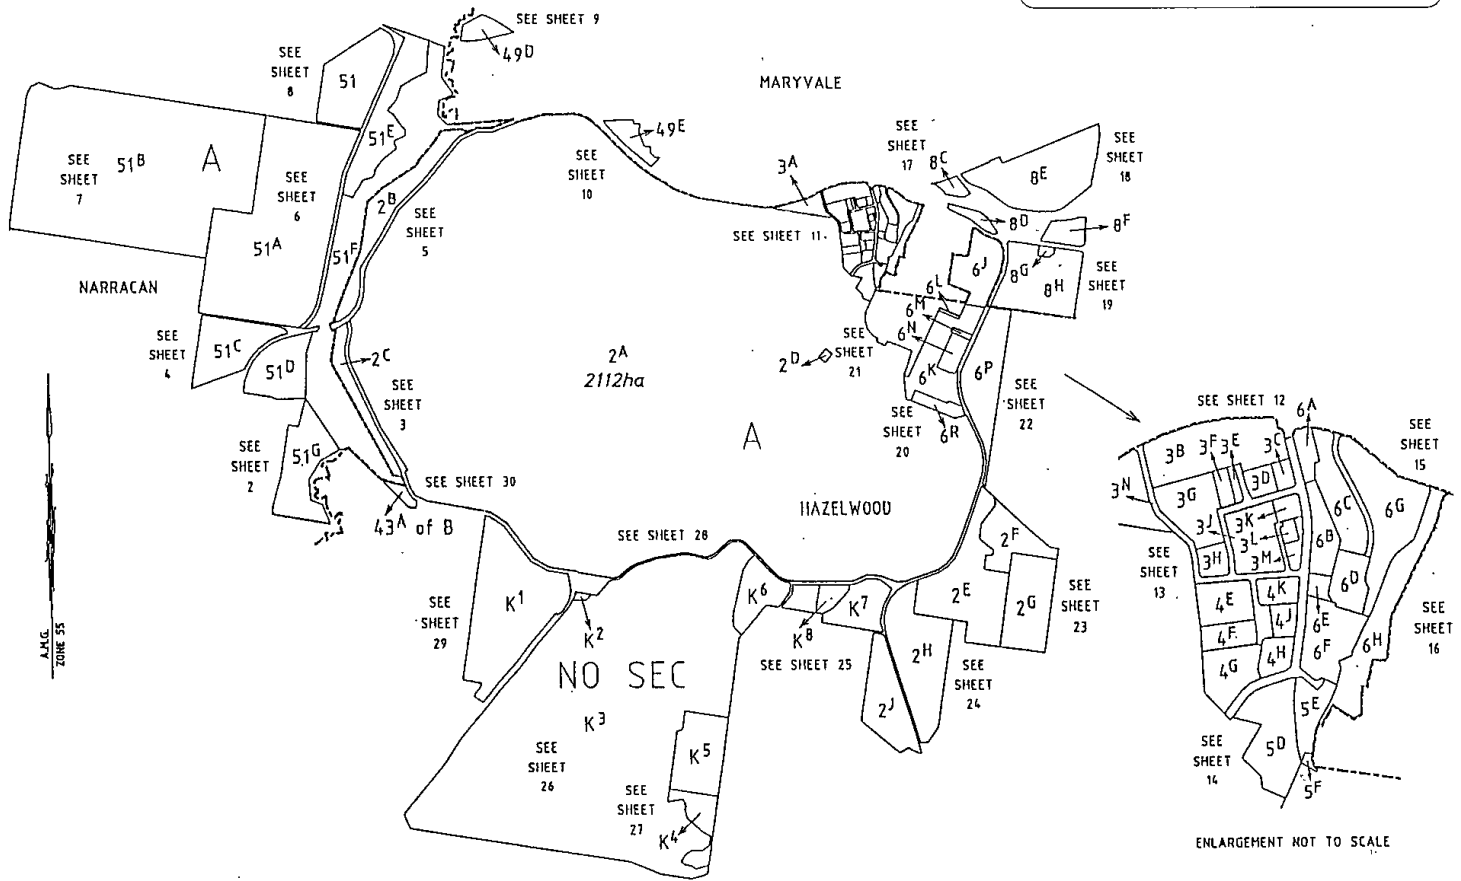 SEE SHEET 9
49D
SEE
SHEET
8
51
MARYVALE
51E
49E
SEE
SHEET
10
3A
SEE
SHEET
17
8C
8E
SEE
SHEET
18
SEE
SHEET
7
51B
A
SEE
SHEET
6
2B
SEE
SHEET
5
51A
51F
SEE SHEET 11
8D
8F
6J
8G
8H
SEE
SHEET
19
NARRACAN
6L
6M
6N
SEE
SHEET
4
51C
51D
2C
SEE
SHEET
3
2A
2112ha
2D
SEE
SHEET
21
6K
6P
SEE
SHEET
22
6R
SEE
SHEET
20
A
SEE
SHEET
2
51G
SEE SHEET 30
43A of B
HAZELWOOD
SEE SHEET 28
2F
2E
2G
SEE
SHEET
23
SEE
SHEET
29
K1
K2
K6
K7
K8
SEE SHEET 25
2H
SEE
SHEET
24
2J
NO SEC
K3
SEE
SHEET
26
K5
SEE
SHEET
27
K4
A.M.G.
ZONE 55
SEE SHEET 12
6A
3B
3F
3E
3C
3D
SEE
SHEET
15
3N
3G
6C
6G
3J
3K
3L
6B
3H
3M
6D
SEE
SHEET
13
4E
4K
4F
4J
6E
6F
6H
SEE
SHEET
16
4G
4H
5E
5D
SEE
SHEET
14
5F
ENLARGEMENT NOT TO SCALE